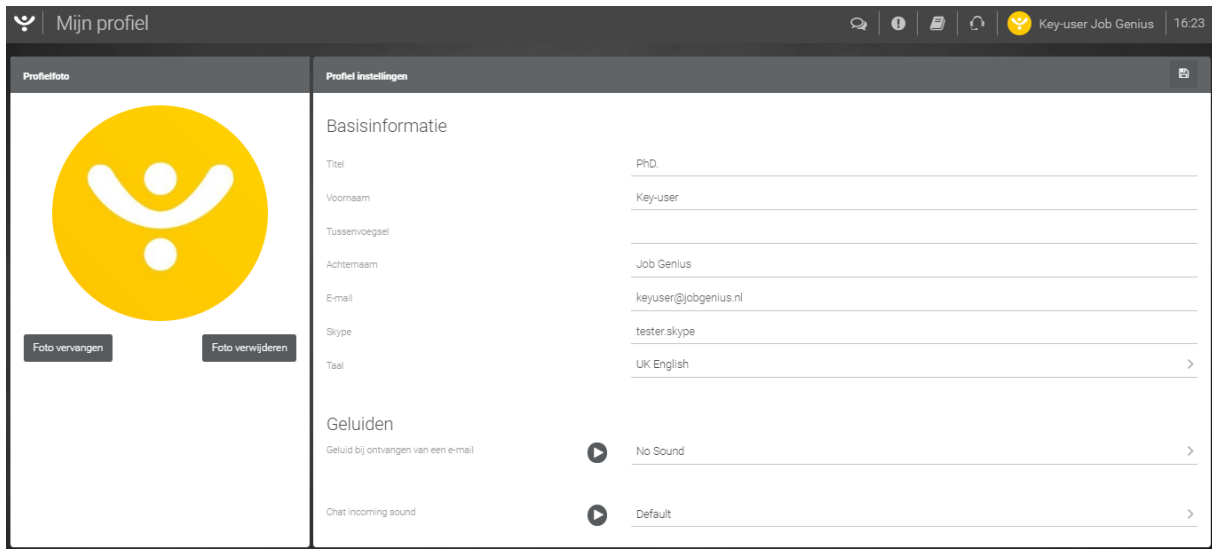 Mijn profiel
Key-user Job Genius
16:23
Profielfoto
Foto vervangen
Foto verwijderen
Profiel instellingen
Basisinformatie
Titel PhD.
Voornaam Key-user
Tussenvoegsel
Achternaam Job Genius
E-mail keyuser@jobgenius.nl
Skype tester.skype
Taal UK English
Geluiden
Geluid bij ontvangen van een e-mail No Sound
Chat incoming sound Default